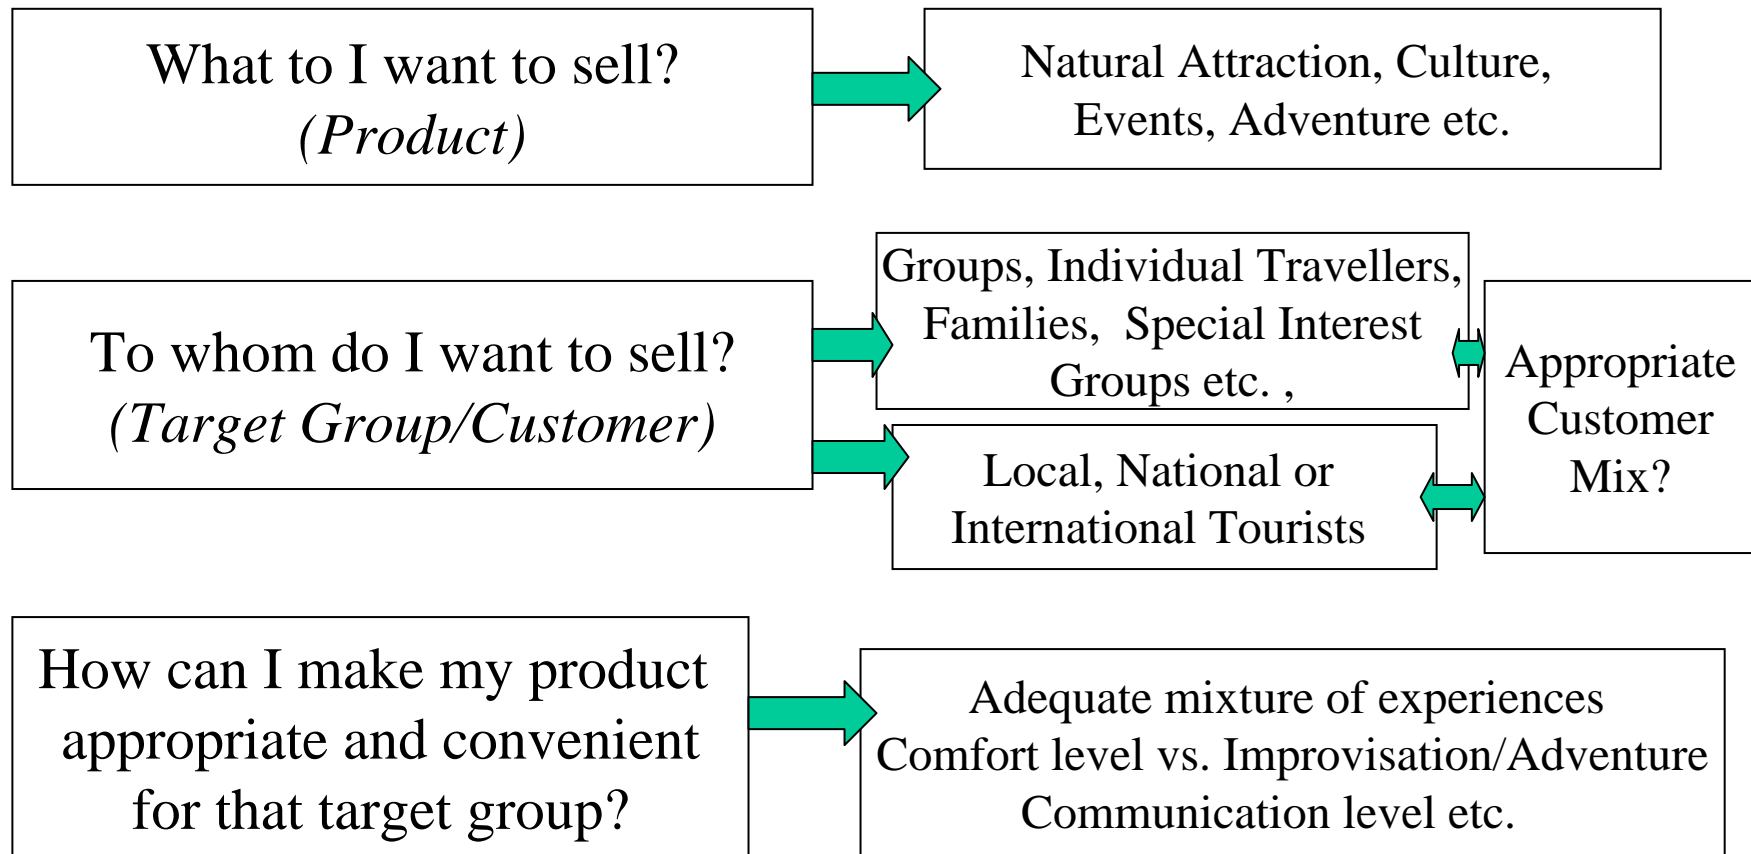 What to I want to sell?
(Product)
Natural Attraction, Culture,
Events, Adventure etc.
To whom do I want to sell?
(Target Group/Customer)
Groups, Individual Travellers,
Families,  Special Interest
Groups etc. ,
Local, National or
International Tourists
Appropriate
Customer
Mix?
How can I make my product
appropriate and convenient
for that target group?
Adequate mixture of experiences
Comfort level vs. Improvisation/Adventure
Communication level etc.